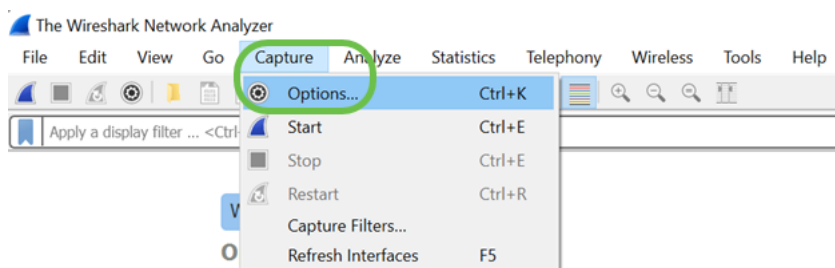 The Wireshark Network Analyzer
File Edit View Go Capture Analyze Statistics Telephony Wireless Tools Help
Options... Ctrl+K
Apply a display filter ... <Ctrl-
Start Ctrl+E
Stop Ctrl+E
Restart Ctrl+R
Capture Filters...
Refresh Interfaces F5